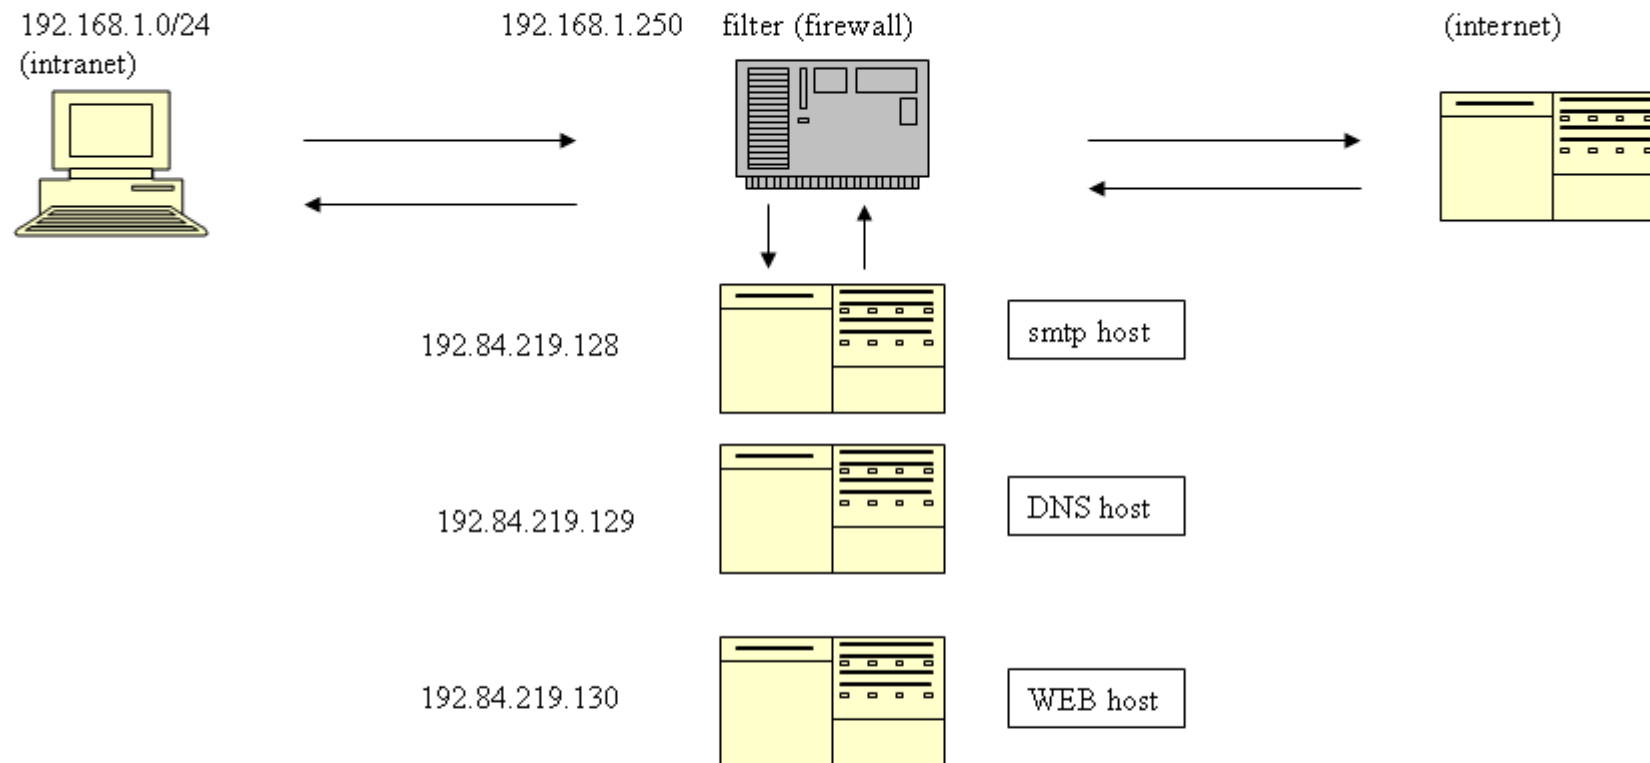 192.168.1.0/24
(intranet)
192.168.1.250
filter (firewall)
(internet)
192.84.219.128
smtp host
192.84.219.129
DNS host
192.84.219.130
WEB host